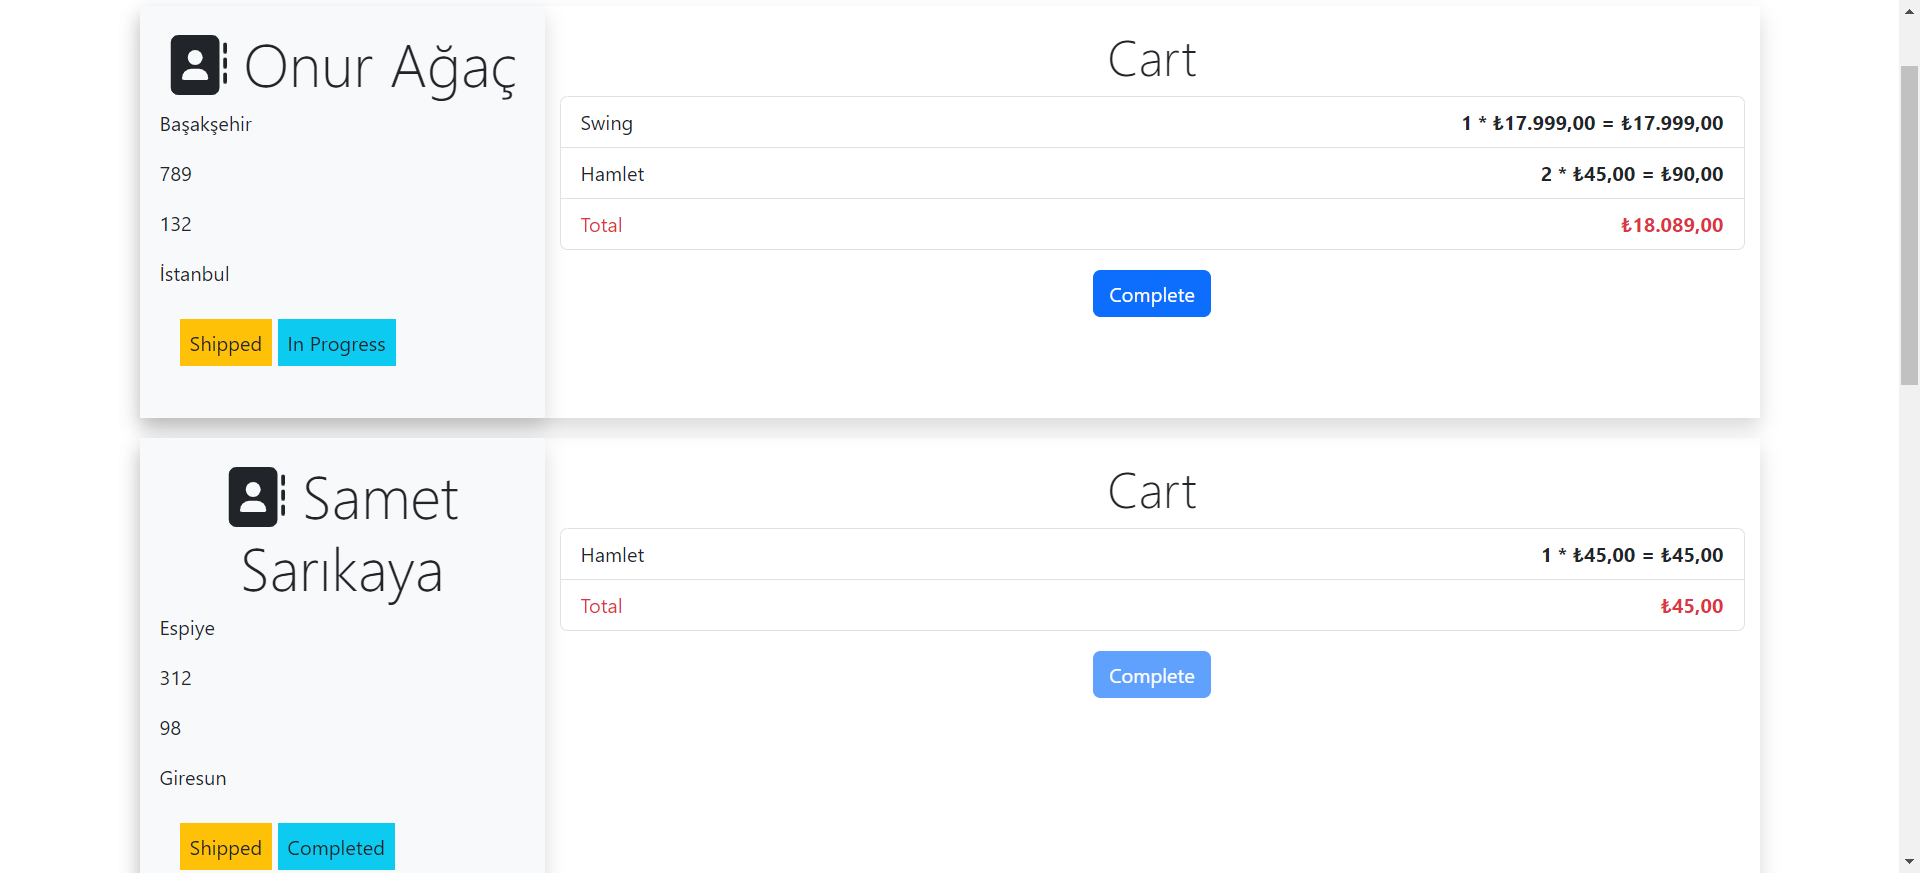 Onur Ağaç
Başakşehir
789
132
İstanbul
Shipped In Progress
Cart
Swing 1 * ₺17.999,00 = ₺17.999,00
Hamlet 2 * ₺45,00 = ₺90,00
Total ₺18.089,00
Complete
Samet
Sarıkaya
Espiye
312
98
Giresun
Shipped Completed
Cart
Hamlet 1 * ₺45,00 = ₺45,00
Total ₺45,00
Complete